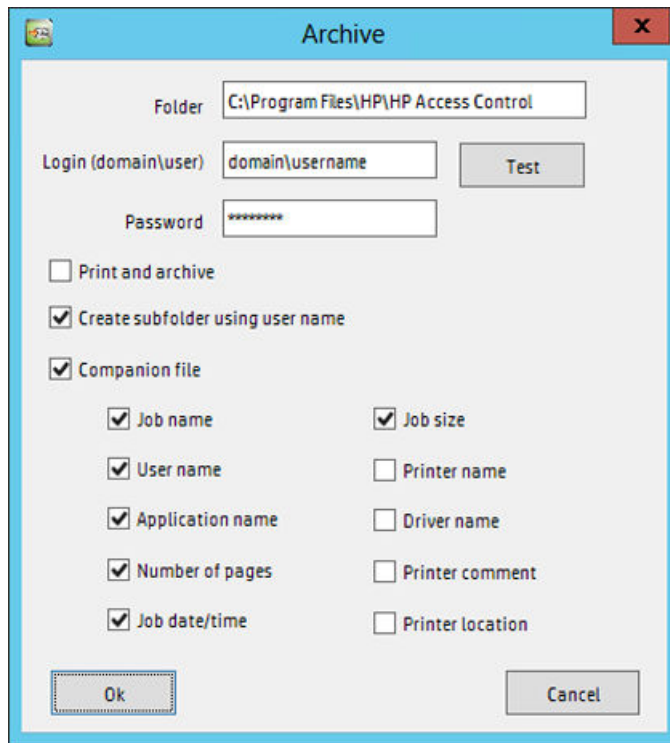 Archive
Folder C:\Program Files\HP\HP Access Control
Login (domain\user) domain\username Test
Password ********
Print and archive
Create subfolder using user name
Companion file
Job name Job size
User name Printer name
Application name Driver name
Number of pages Printer comment
Job date/time Printer location
Ok Cancel